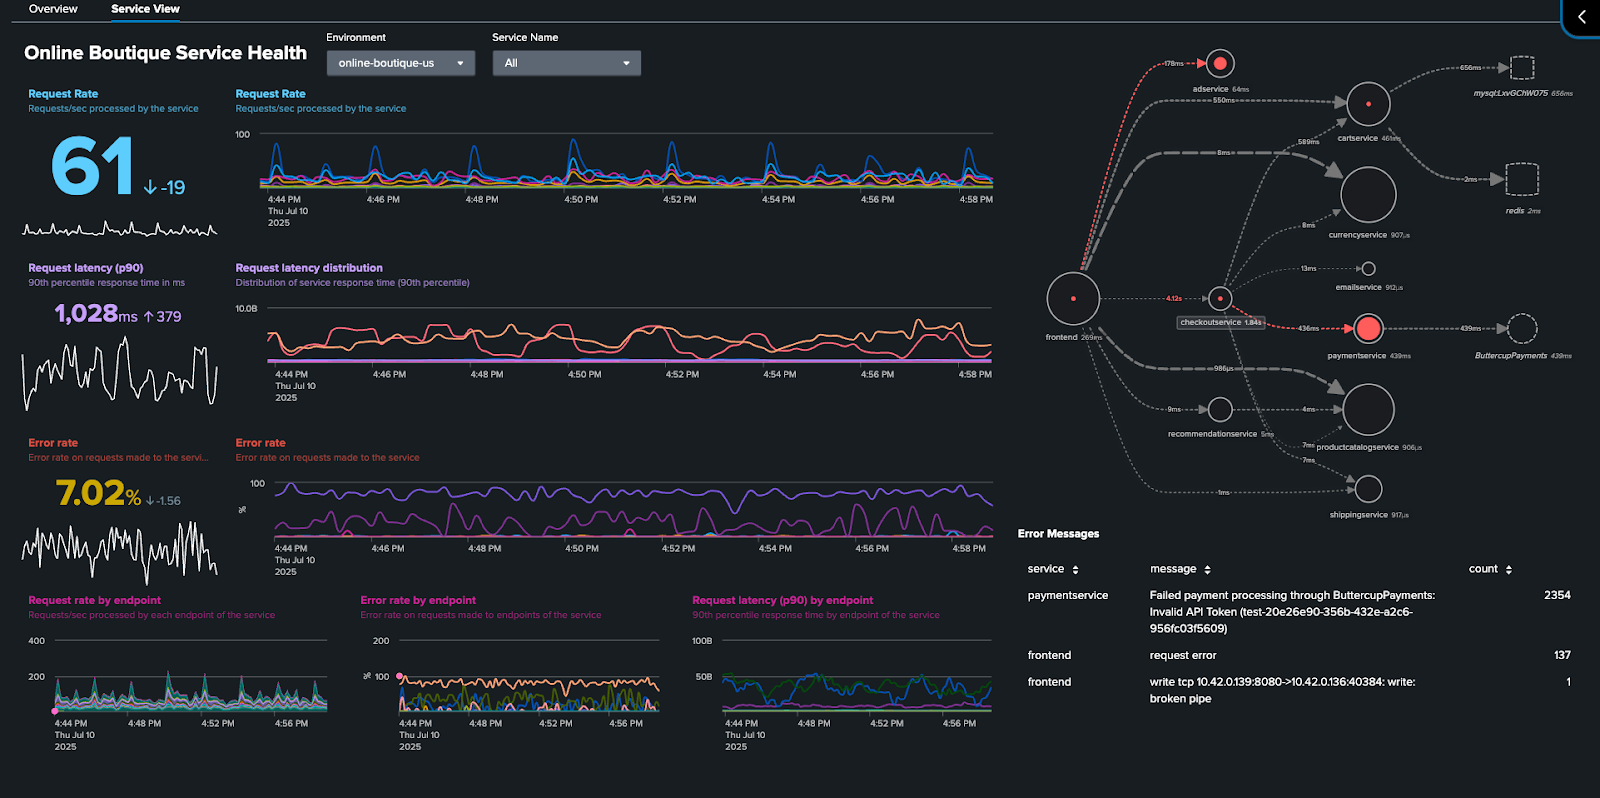 Overview
Service View
Online Boutique Service Health
Environment
online-boutique-us
Service Name
All
Request Rate
Requests/sec processed by the service
61
-19
Request Rate
Requests/sec processed by the service
100
4:44 PM 4:46 PM 4:48 PM 4:50 PM 4:52 PM 4:54 PM 4:56 PM 4:58 PM
Thu Jul 10
2025
Request latency (p90)
90th percentile response time in ms
1,028ms ↑379
Request latency distribution
Distribution of service response time (90th percentile)
10.0B
4:44 PM 4:46 PM 4:48 PM 4:50 PM 4:52 PM 4:54 PM 4:56 PM 4:58 PM
Thu Jul 10
2025
Error rate
Error rate on requests made to the servi...
7.02% ↓-1.56
Error rate
Error rate on requests made to the service
100
%
4:44 PM 4:46 PM 4:48 PM 4:50 PM 4:52 PM 4:54 PM 4:56 PM 4:58 PM
Thu Jul 10
2025
Request rate by endpoint
Requests/sec processed by each endpoint of the service
400
200
4:44 PM 4:48 PM 4:52 PM 4:56 PM
Thu Jul 10
2025
Error rate by endpoint
Error rate on requests made to endpoints of the service
200
% 100
4:44 PM 4:48 PM 4:52 PM 4:56 PM
Thu Jul 10
2025
Request latency (p90) by endpoint
90th percentile response time by endpoint of the service
100B
50B
4:44 PM 4:48 PM 4:52 PM 4:56 PM
Thu Jul 10
2025
178ms
adservice 64ms
550ms
656ms
mysql:LxvGChW075 656ms
cartservice 461ms
589ms
8ms
2ms
redis 2ms
8ms
currencyservice 907µs
13ms
emailservice 912µs
4.12s
checkoutservice 1.84s
frontend 269ms
436ms
paymentservice 439ms
439ms
ButtercupPayments 439ms
986µs
9ms
recommendationservice 5ms
4ms
productcatalogservice 906µs
7ms
7ms
1ms
shippingservice 917µs
Error Messages
service message count
paymentservice Failed payment processing through ButtercupPayments: 2354
Invalid API Token (test-20e26e90-356b-432e-a2c6-
956fc03f5609)
frontend request error 137
frontend write tcp 10.42.0.139:8080->10.42.0.136:40384: write: 1
broken pipe